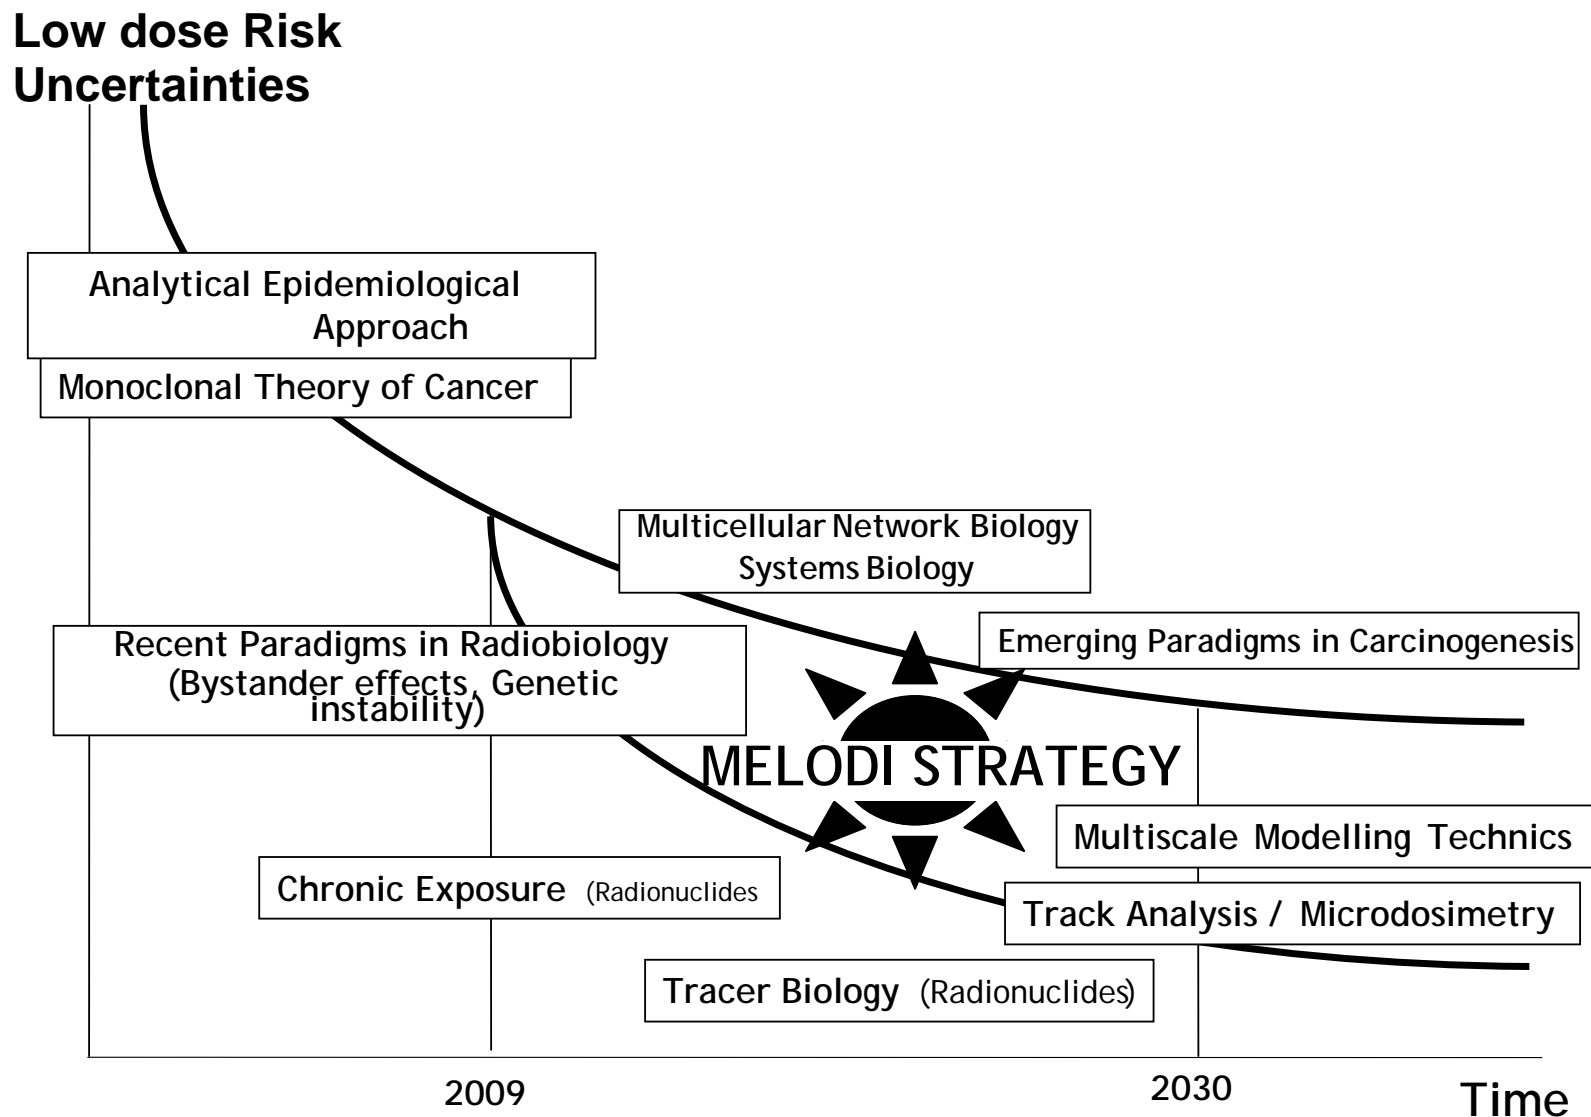 Low dose Risk
Uncertainties
Analytical Epidemiological
Approach
Monoclonal Theory of Cancer
Multicellular Network Biology
Systems Biology
Recent Paradigms in Radiobiology
(Bystander effects, Genetic
instability)
Emerging Paradigms in Carcinogenesis
MELODI STRATEGY
Multiscale Modelling Technics
Chronic Exposure (Radionuclides
Track Analysis / Microdosimetry
Tracer Biology (Radionuclides)
2009
2030
Time